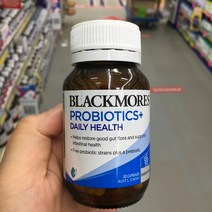 BLACKMORES
PROBIOTICS+
DAILY HEALTH
Helps restore good gut flora and support
intestinal health
Five probiotic strains plus a prebiotic
30 CAPSULES